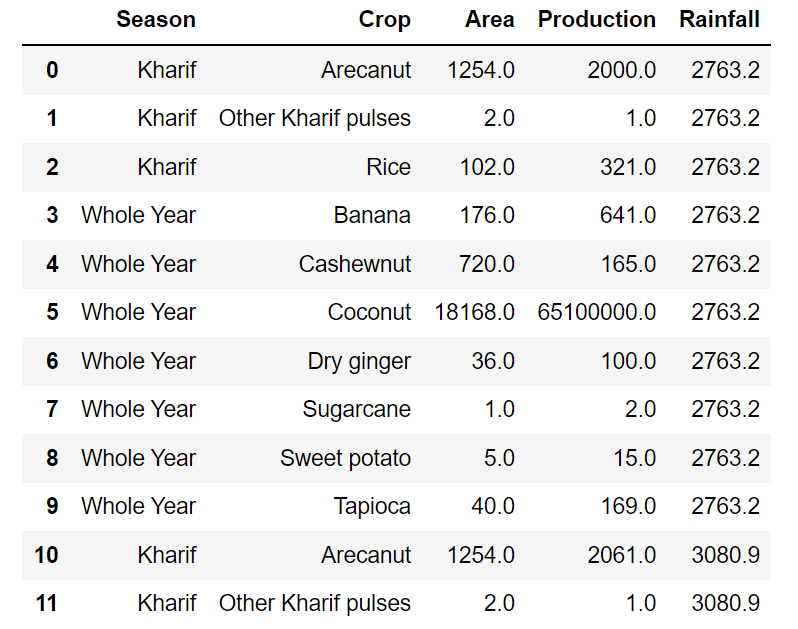 Season Crop Area Production Rainfall
0 Kharif Arecanut 1254.0 2000.0 2763.2
1 Kharif Other Kharif pulses 2.0 1.0 2763.2
2 Kharif Rice 102.0 321.0 2763.2
3 Whole Year Banana 176.0 641.0 2763.2
4 Whole Year Cashewnut 720.0 165.0 2763.2
5 Whole Year Coconut 18168.0 65100000.0 2763.2
6 Whole Year Dry ginger 36.0 100.0 2763.2
7 Whole Year Sugarcane 1.0 2.0 2763.2
8 Whole Year Sweet potato 5.0 15.0 2763.2
9 Whole Year Tapioca 40.0 169.0 2763.2
10 Kharif Arecanut 1254.0 2061.0 3080.9
11 Kharif Other Kharif pulses 2.0 1.0 3080.9